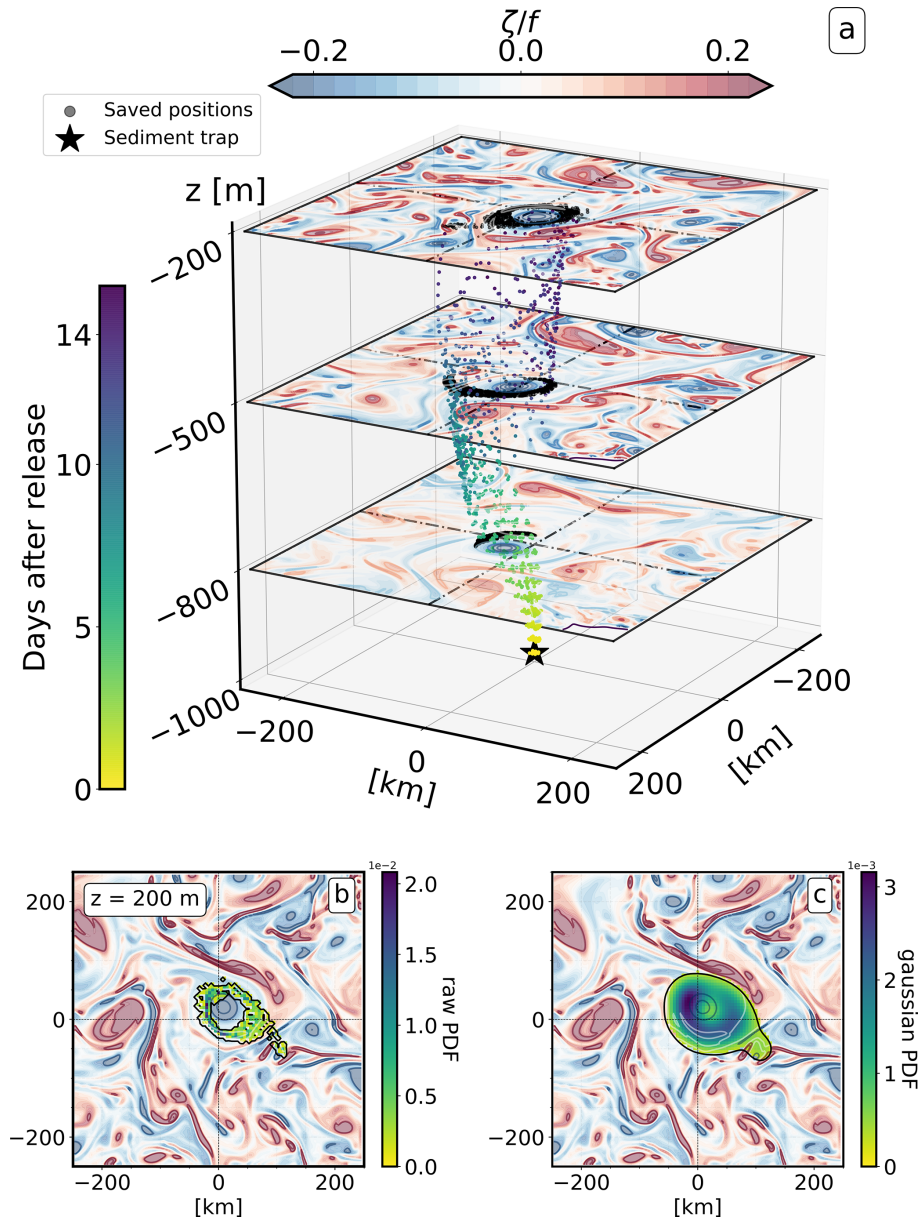 ζ/f
a
−0.2 0.0 0.2
Saved positions
Sediment trap
z [m]
−200
−500
−800
−1000
14
10
5
0
Days after release
−200
0
200
[km]
−200
0
200
[km]
1e-2
z = 200 m
b
200
0
−200
−200 0 200
[km]
2.0
1.5
1.0
0.5
0.0
raw PDF
1e-3
c
200
0
−200
−200 0 200
[km]
3
2
1
0
gaussian PDF